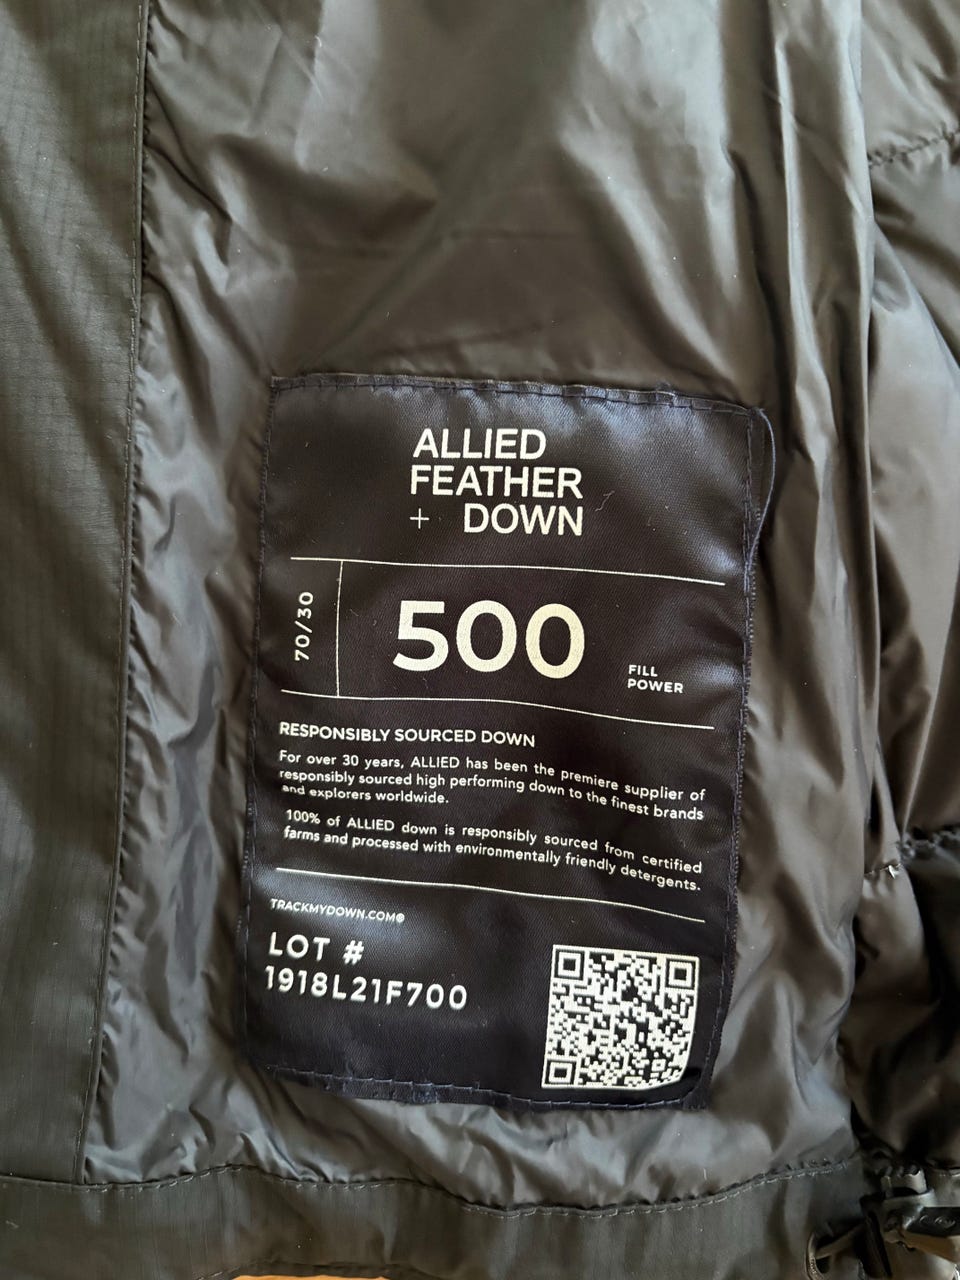 ALLIED
FEATHER
+ DOWN
70/30
500
FILL
POWER
RESPONSIBLY SOURCED DOWN
For over 30 years, ALLIED has been the premiere supplier of
responsibly sourced high performing down to the finest brands
and explorers worldwide.
100% of ALLIED down is responsibly sourced from certified
farms and processed with environmentally friendly detergents.
TRACKMYDOWN.COM®
LOT #
1918L21F700